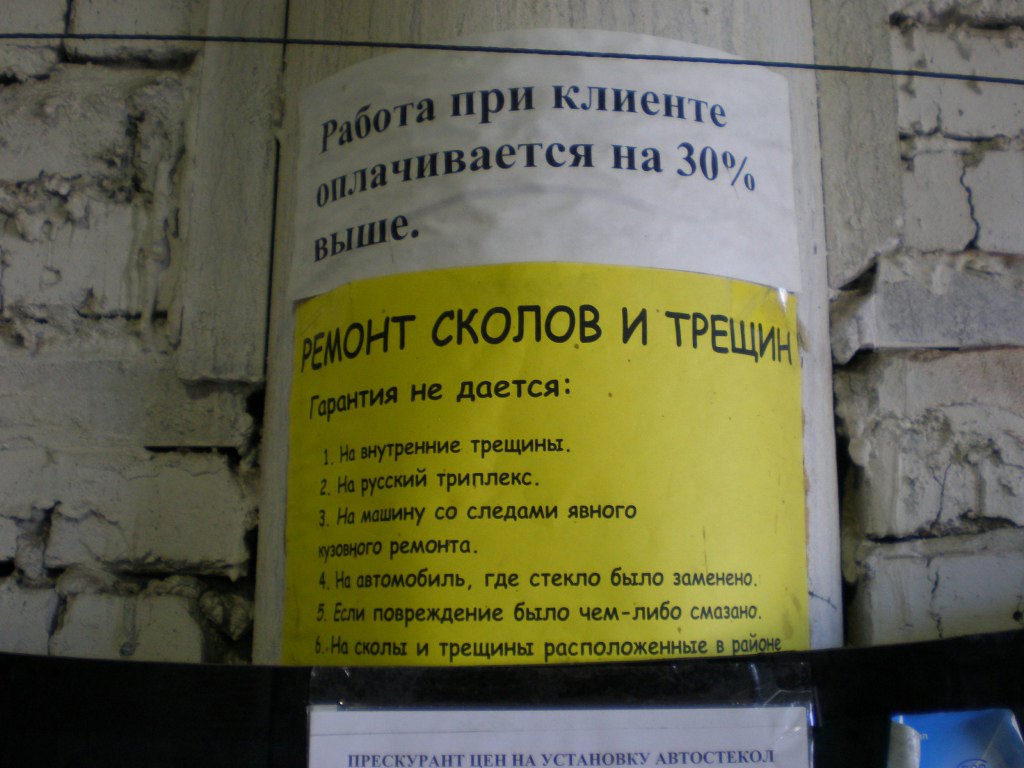 Работа при клиенте
оплачивается на 30%
выше.
РЕМОНТ СКОЛОВ И ТРЕЩИН
Гарантия не дается:
1. На внутренние трещины.
2. На русский триплекс.
3. На машину со следами явного
кузовного ремонта.
4. На автомобиль, где стекло было заменено.
5. Если повреждение было чем-либо смазано.
6. На сколы и трещины расположенные в районе
ПРЕСКУРАНТ ЦЕН НА УСТАНОВКУ АВТОСТЕКОЛ